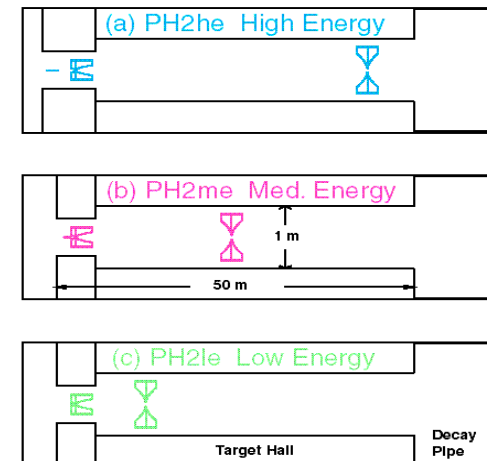 (a) PH2he High Energy
(b) PH2me Med. Energy
1 m
50 m
(c) PH2le Low Energy
Target Hall
Decay
Pipe